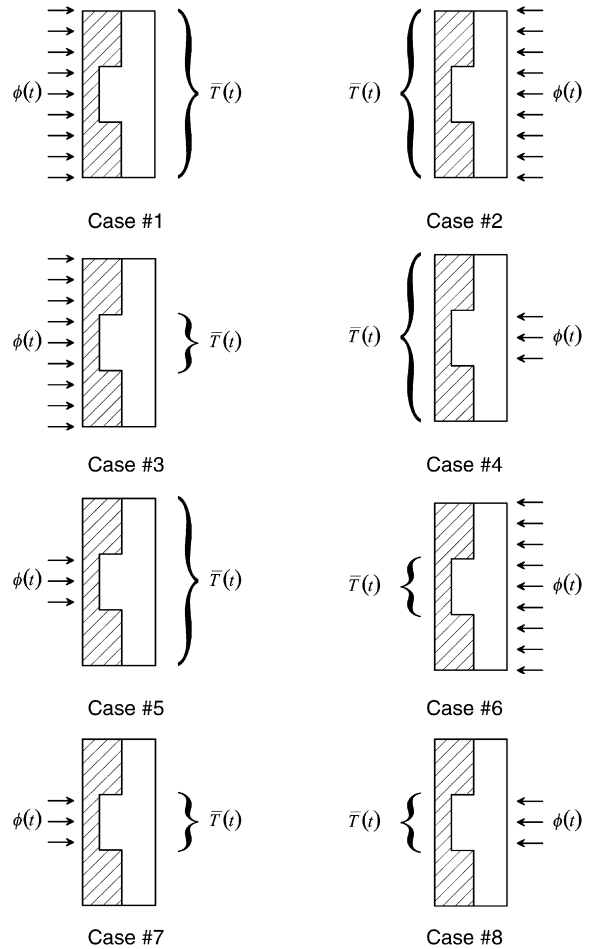 ϕ(t) T̅(t) T̅(t) ϕ(t)
Case #1 Case #2
ϕ(t) T̅(t) T̅(t) ϕ(t)
Case #3 Case #4
ϕ(t) T̅(t) T̅(t) ϕ(t)
Case #5 Case #6
ϕ(t) T̅(t) T̅(t) ϕ(t)
Case #7 Case #8